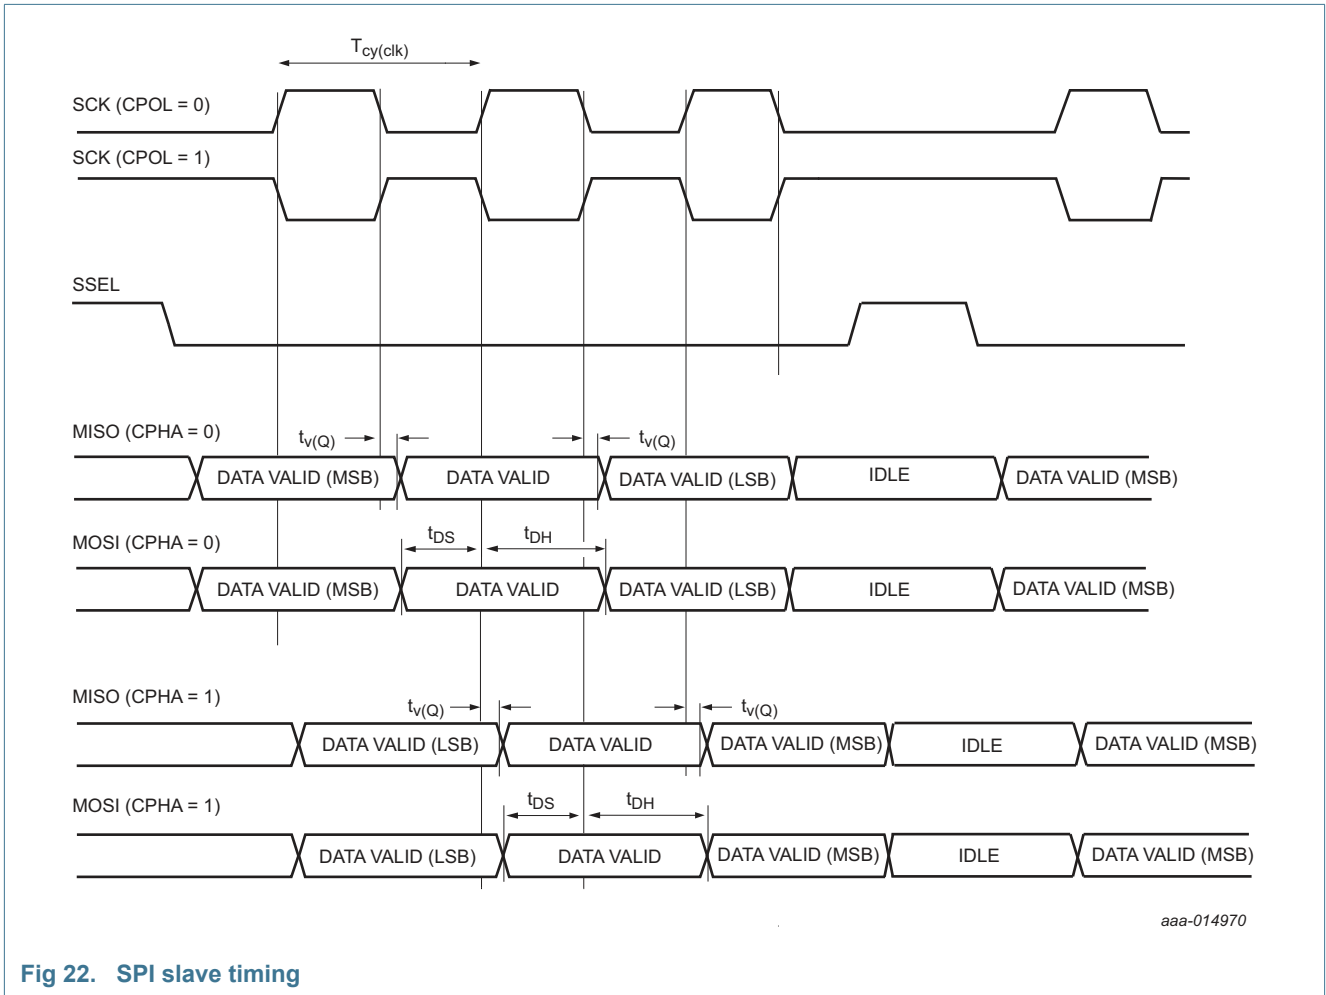 Tcy(clk)
SCK (CPOL = 0)
SCK (CPOL = 1)
SSEL
MISO (CPHA = 0)
tv(Q) tv(Q)
DATA VALID (MSB) DATA VALID DATA VALID (LSB) IDLE DATA VALID (MSB)
tDS tDH
MOSI (CPHA = 0)
DATA VALID (MSB) DATA VALID DATA VALID (LSB) IDLE DATA VALID (MSB)
MISO (CPHA = 1)
tv(Q) tv(Q)
DATA VALID (LSB) DATA VALID DATA VALID (MSB) IDLE DATA VALID (MSB)
tDS tDH
MOSI (CPHA = 1)
DATA VALID (LSB) DATA VALID DATA VALID (MSB) IDLE DATA VALID (MSB)
aaa-014970
Fig 22. SPI slave timing